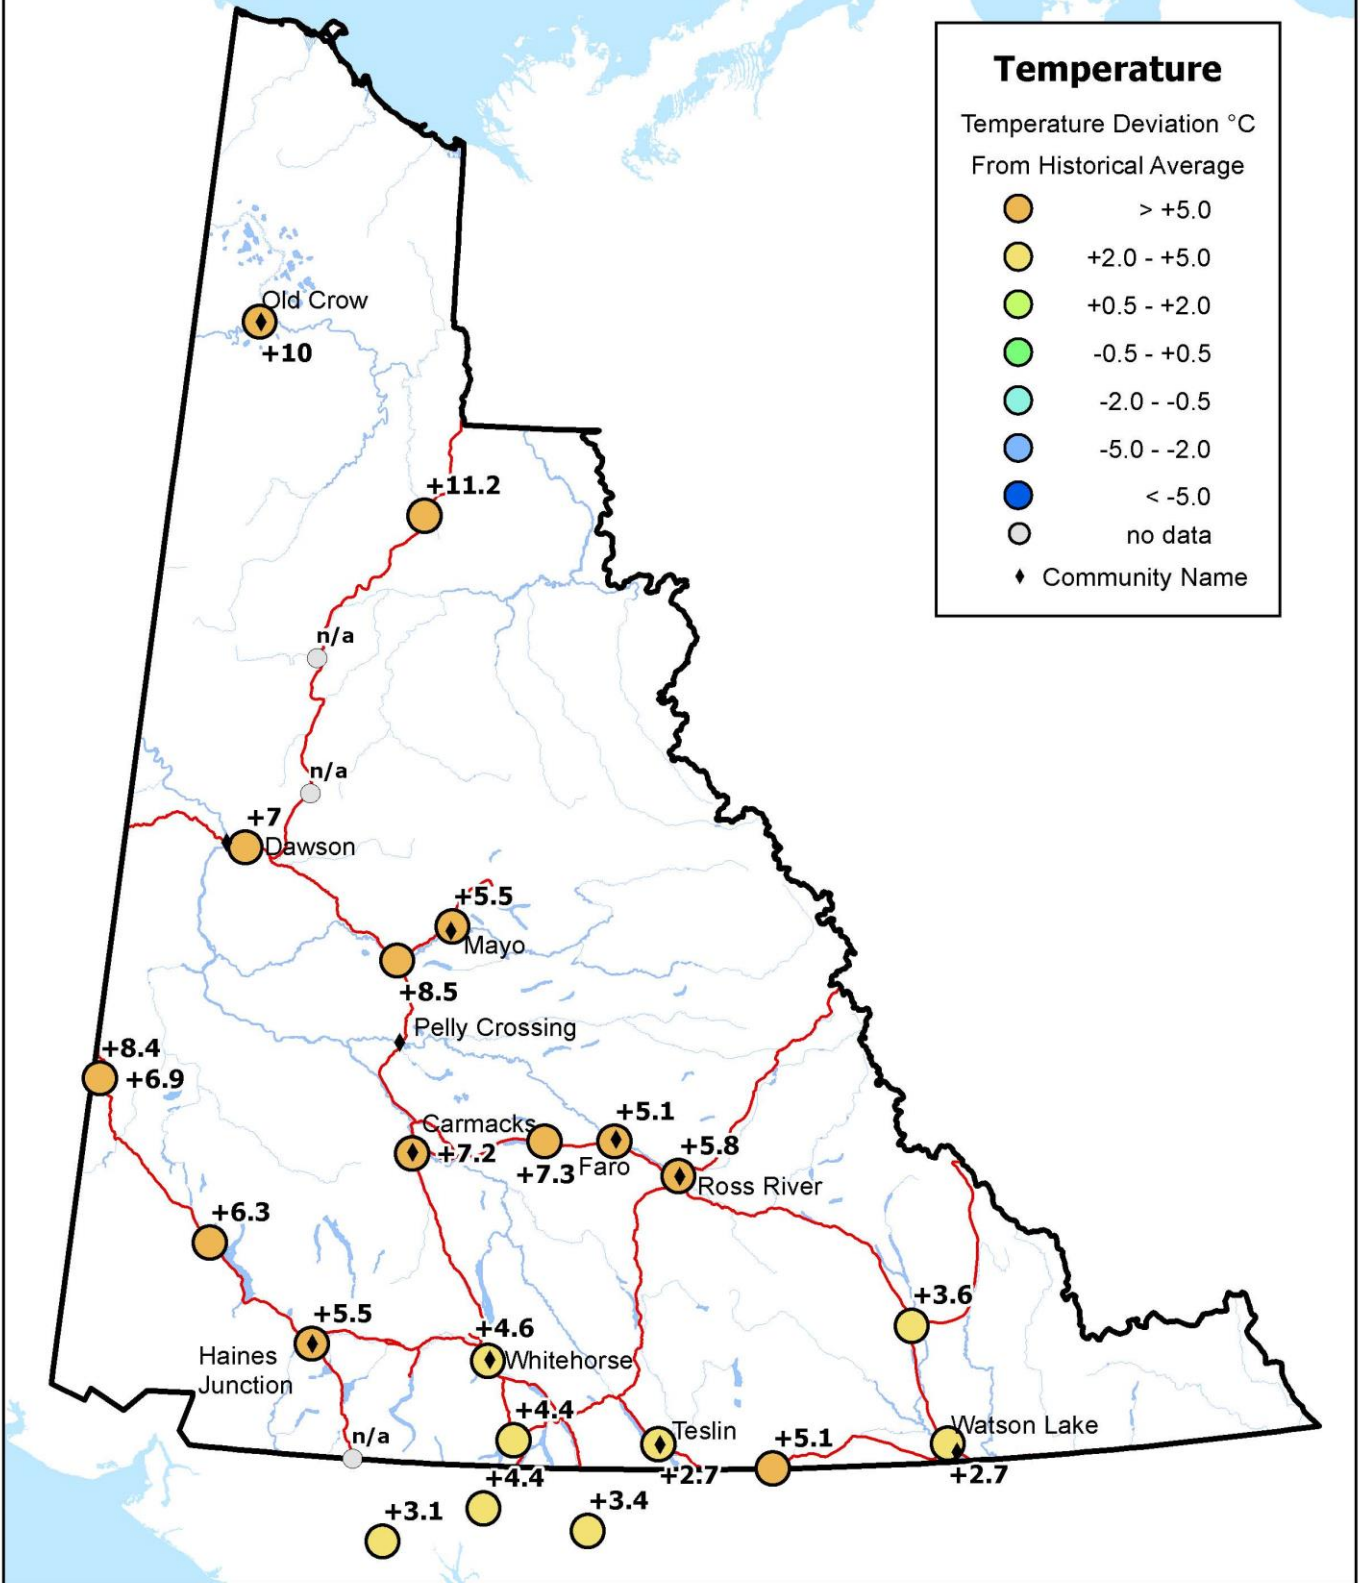 Temperature
Temperature Deviation °C
From Historical Average
> +5.0
+2.0 - +5.0
+0.5 - +2.0
-0.5 - +0.5
-2.0 - -0.5
-5.0 - -2.0
< -5.0
no data
Community Name
Old Crow
+10
+11.2
n/a
n/a
+7
Dawson
+5.5
Mayo
+8.5
Pelly Crossing
+8.4
+6.9
Carmacks
+7.2
+7.3
+5.1
Faro
+5.8
Ross River
+6.3
+5.5
Haines
Junction
+4.6
Whitehorse
+3.6
+4.4
n/a
Teslin
+2.7
+5.1
Watson Lake
+2.7
+4.4
+3.1
+3.4